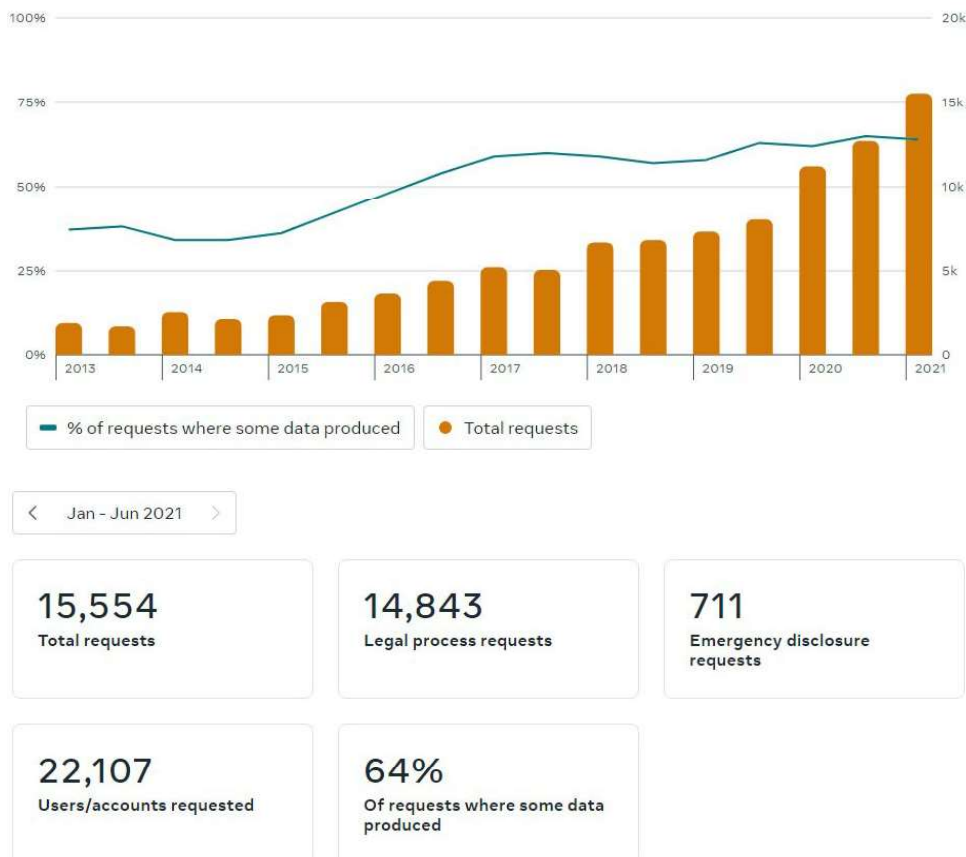 100% 20k
75% 15k
50% 10k
25% 5k
0% 0
2013 2014 2015 2016 2017 2018 2019 2020 2021
% of requests where some data produced Total requests
Jan - Jun 2021
15,554 14,843 711
Total requests Legal process requests Emergency disclosure
requests
22,107 64%
Users/accounts requested Of requests where some data
produced